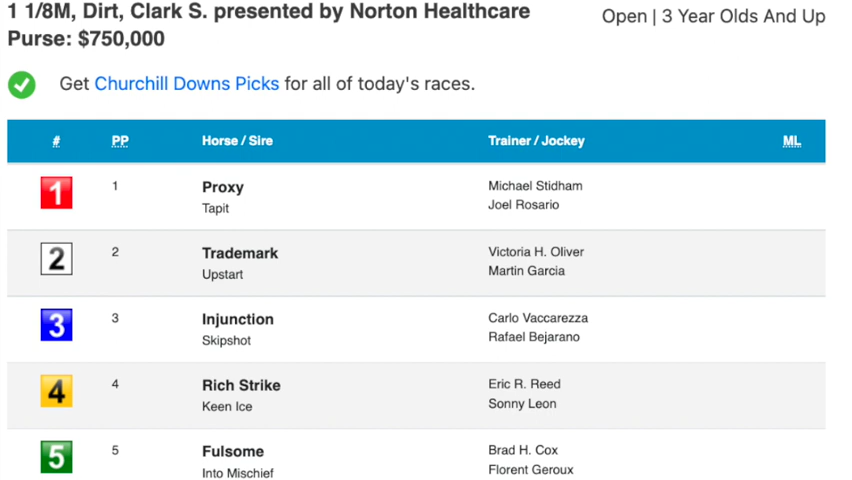 1 1/8M, Dirt, Clark S. presented by Norton Healthcare
Purse: $750,000
Open | 3 Year Olds And Up
Get Churchill Downs Picks for all of today's races.
# PP Horse / Sire Trainer / Jockey ML
1 1 Proxy Michael Stidham
Tapit Joel Rosario
2 2 Trademark Victoria H. Oliver
Upstart Martin Garcia
3 3 Injunction Carlo Vaccarezza
Skipshot Rafael Bejarano
4 4 Rich Strike Eric R. Reed
Keen Ice Sonny Leon
5 5 Fulsome Brad H. Cox
Into Mischief Florent Geroux